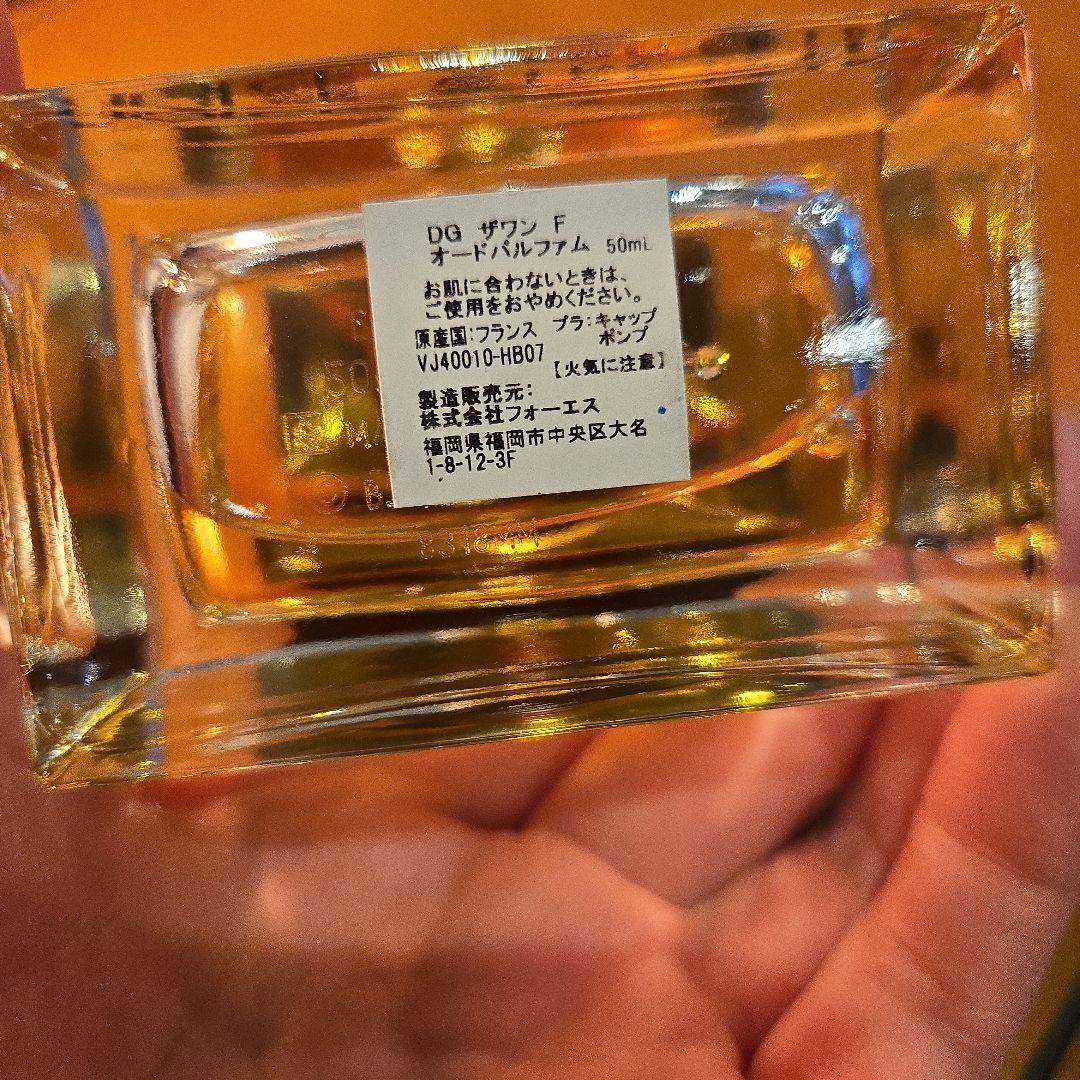 DG ザワン F
オードパルファム 50mL
お肌に合わないときは、
ご使用をおやめください。
原産国:フランス プラ:キャップ
ポンプ
VJ40010-HB07
【火気に注意】
製造販売元:
株式会社フォーエス
福岡県福岡市中央区大名
1-8-12-3F
50